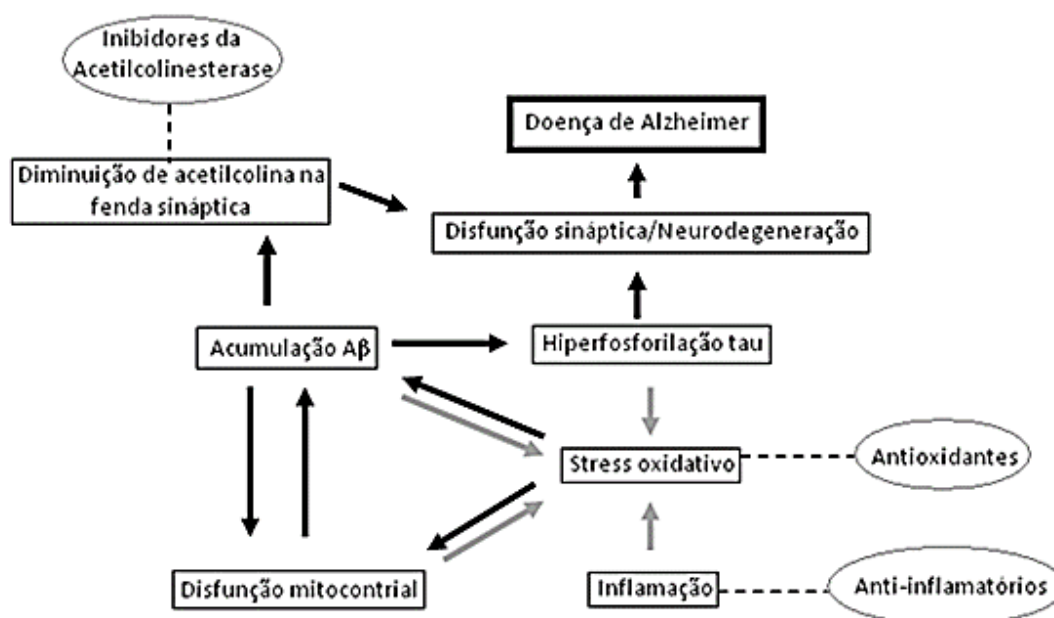 Inibidores da
Acetilcolinesterase
Doença de Alzheimer
Diminuição de acetilcolina na
fenda sináptica
Disfunção sináptica/Neurodegeneração
Acumulação Aβ
Hiperfosforilação tau
Stress oxidativo
Antioxidantes
Disfunção mitocontrial
Inflamação
Anti-inflamatórios